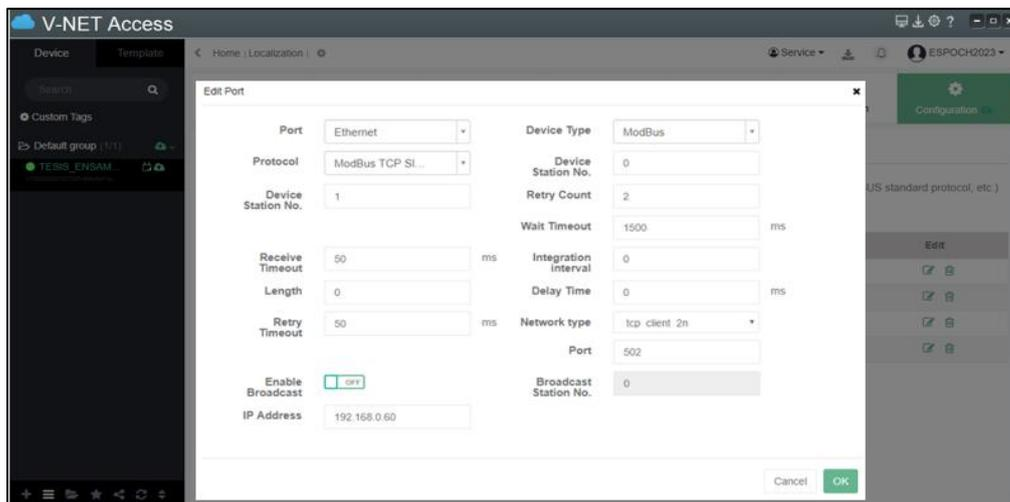 V-NET Access
Device Template
Home | Localization |
Service
ESPOCH2023
Search
Configuration
Custom Tags
Default group (1/1)
TESIS_ENSAM...
Edit Port
Port Ethernet Device Type ModBus
Protocol ModBus TCP Sl... Device Station No. 0
Device Station No. 1 Retry Count 2
Wait Timeout 1500 ms
Receive Timeout 50 ms Integration interval 0
Length 0 Delay Time 0 ms
Retry Timeout 50 ms Network type tcp_client_2n
Port 502
Enable Broadcast OFF Broadcast Station No. 0
IP Address 192.168.0.60
Cancel OK
US standard protocol, etc.)
Edit